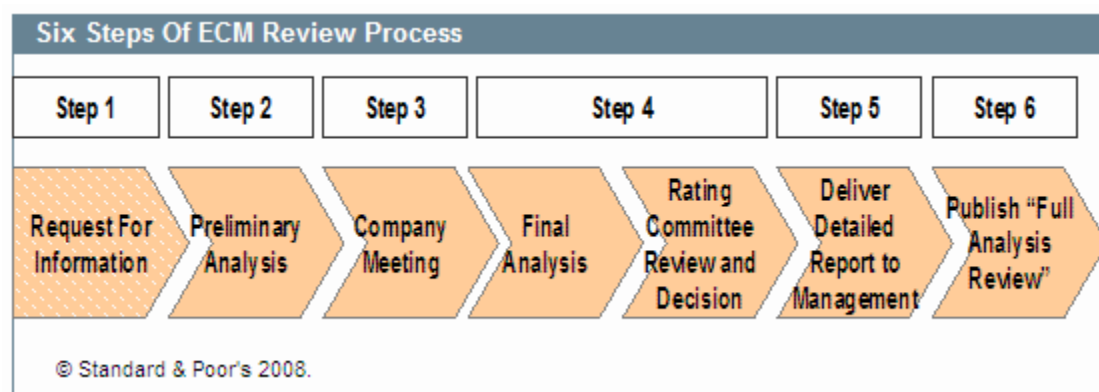 Six Steps Of ECM Review Process
Step 1
Step 2
Step 3
Step 4
Step 5
Step 6
Request For
Information
Preliminary
Analysis
Company
Meeting
Final
Analysis
Rating
Committee
Review and
Decision
Deliver
Detailed
Report to
Management
Publish “Full
Analysis
Review”
© Standard & Poor's 2008.